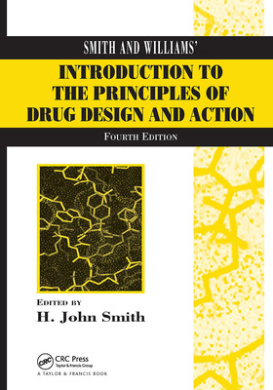 SMITH AND WILLIAMS'
INTRODUCTION TO
THE PRINCIPLES OF
DRUG DESIGN AND ACTION
FOURTH EDITION
EDITED BY
H. John Smith
CRC Press
Taylor & Francis Group
A TAYLOR & FRANCIS BOOK